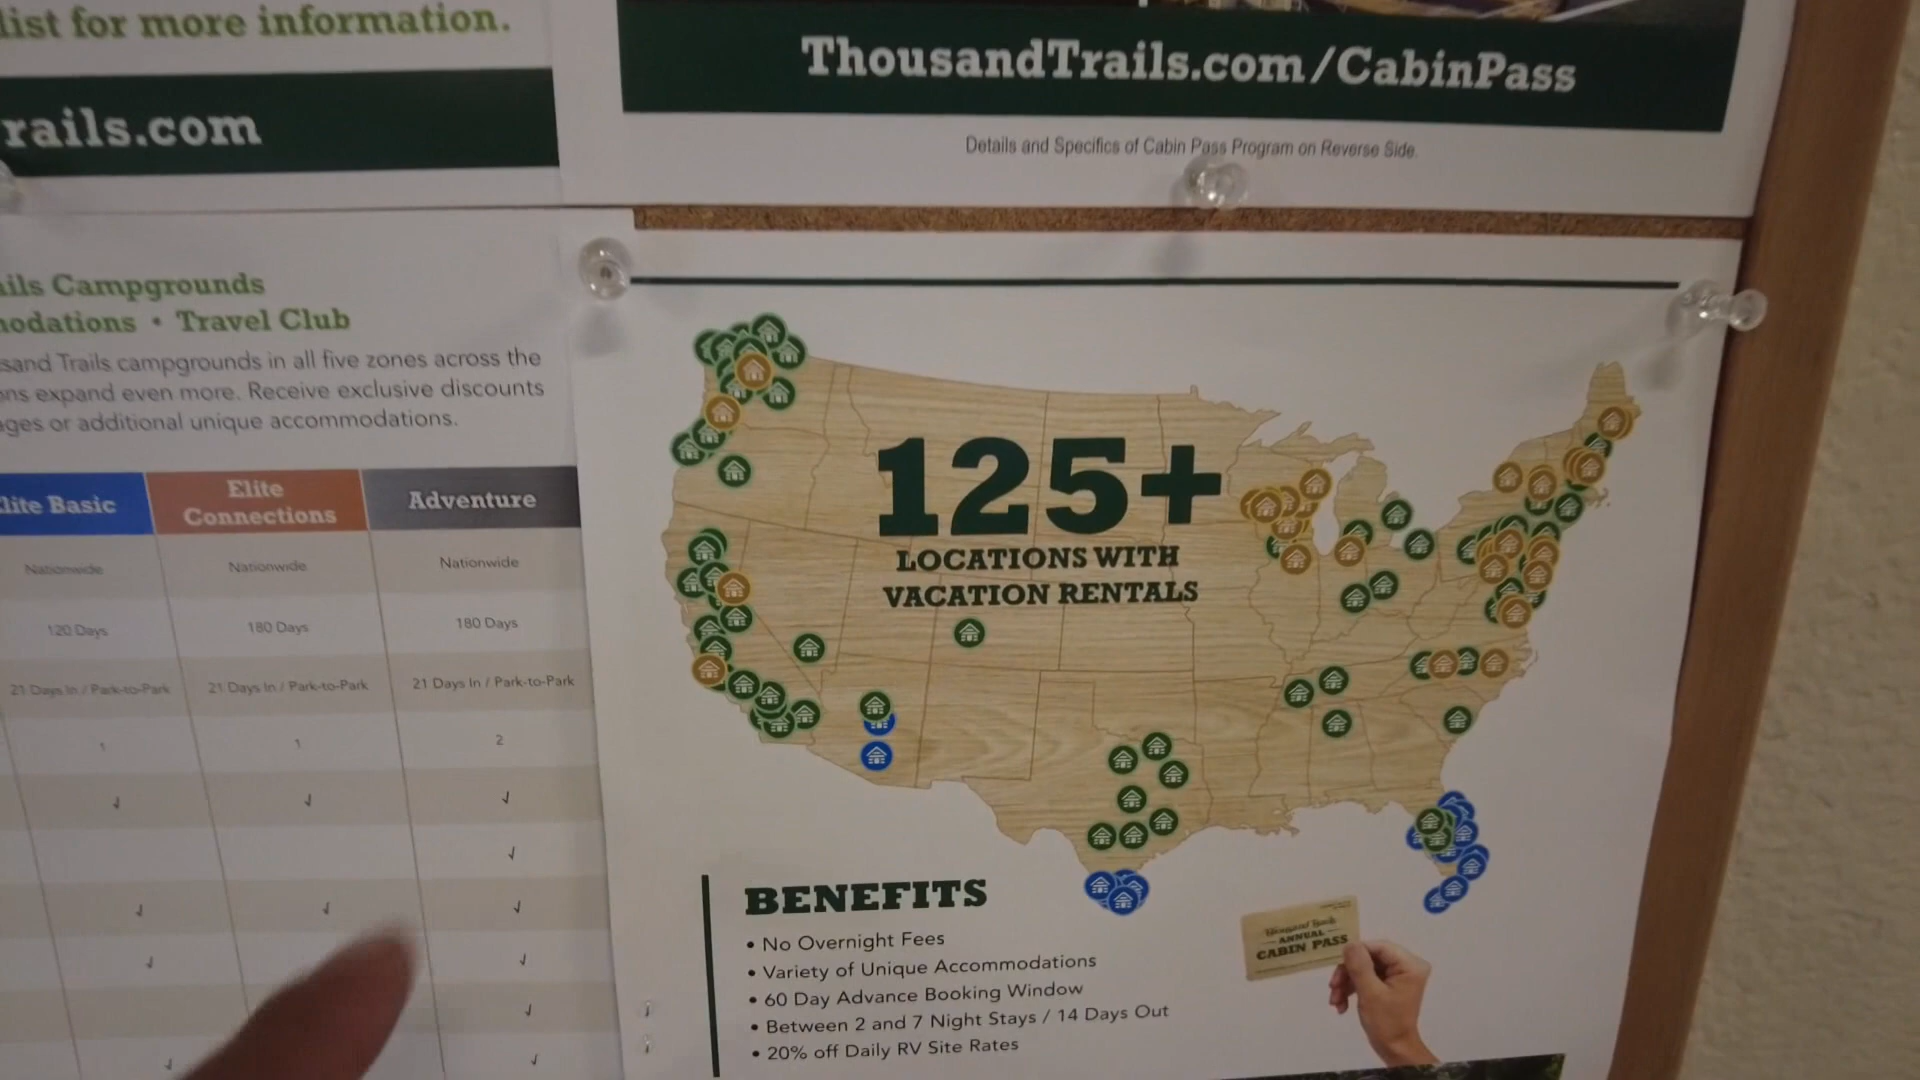 list for more information.
rails.com
ThousandTrails.com/CabinPass
Details and Specifics of Cabin Pass Program on Reverse Side.
ils Campgrounds
odations • Travel Club
sand Trails campgrounds in all five zones across the
ns expand even more. Receive exclusive discounts
ges or additional unique accommodations.
lite Basic
Elite
Connections
Adventure
Nationwide
Nationwide
Nationwide
120 Days
180 Days
180 Days
21 Days In / Park-to-Park
21 Days In / Park-to-Park
21 Days In / Park-to-Park
1
1
2
125+
LOCATIONS WITH
VACATION RENTALS
BENEFITS
• No Overnight Fees
• Variety of Unique Accommodations
• 60 Day Advance Booking Window
• Between 2 and 7 Night Stays / 14 Days Out
• 20% off Daily RV Site Rates
Thousand Trails
ANNUAL
CABIN PASS